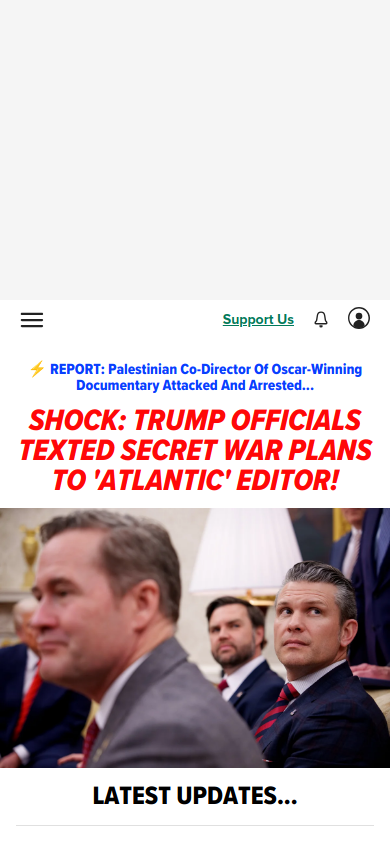 Support Us
⚡ REPORT: Palestinian Co-Director Of Oscar-Winning
Documentary Attacked And Arrested...
SHOCK: TRUMP OFFICIALS
TEXTED SECRET WAR PLANS
TO 'ATLANTIC' EDITOR!
LATEST UPDATES...